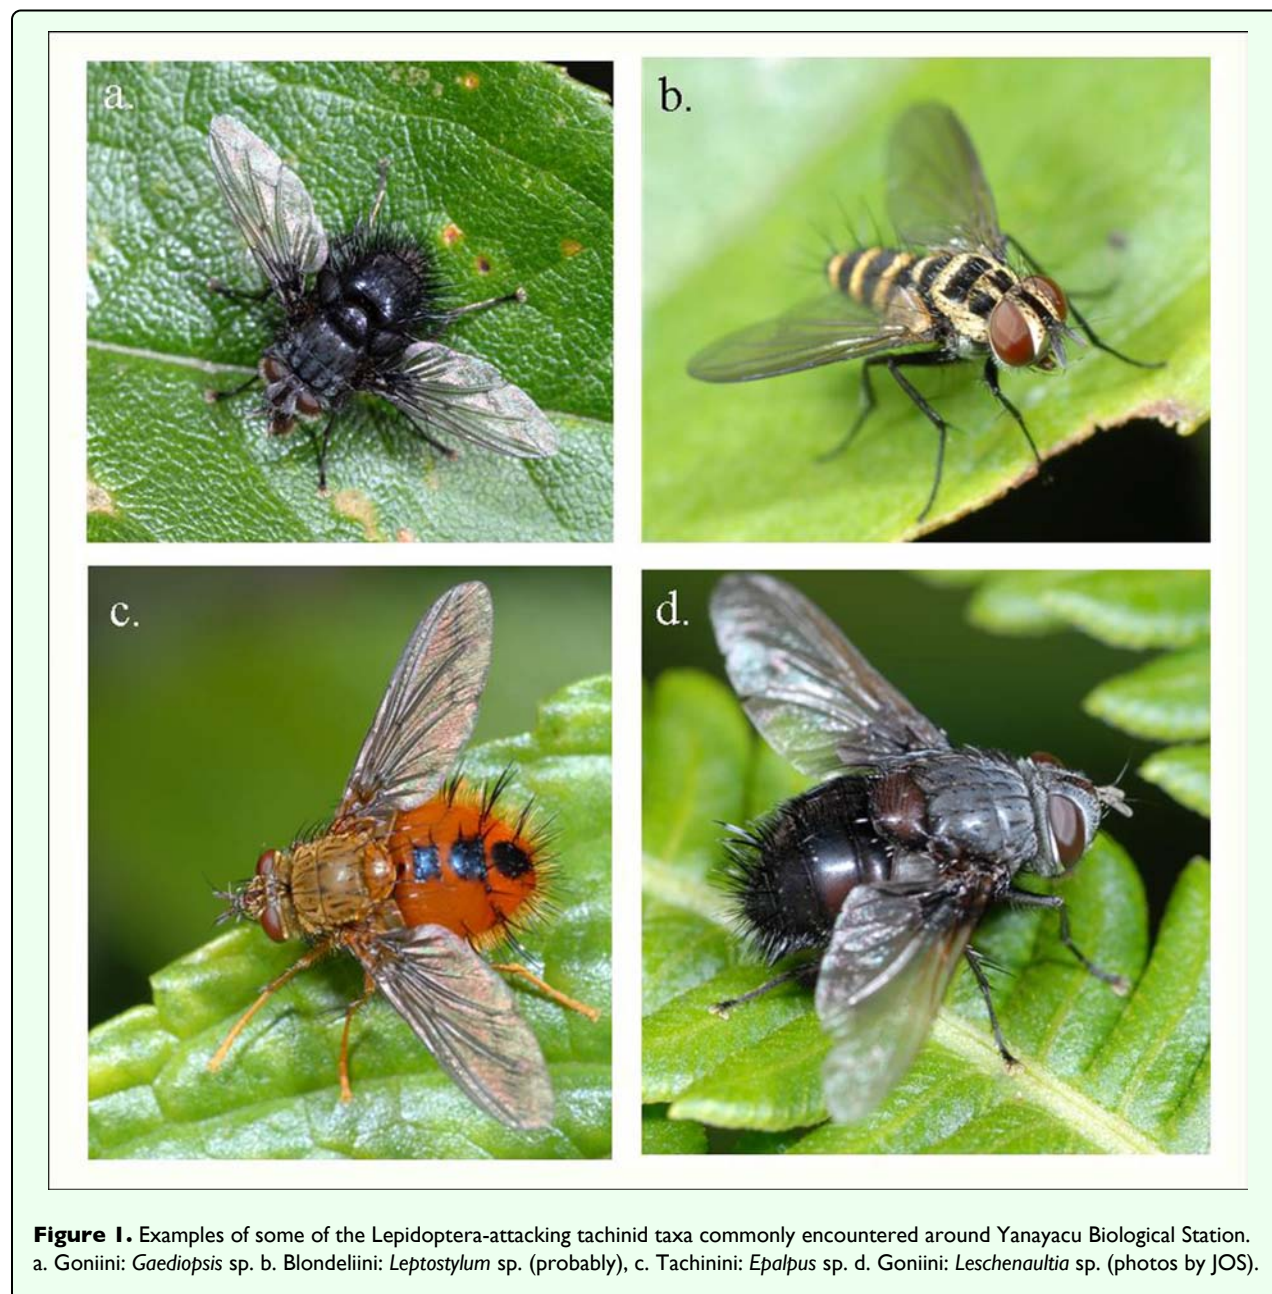 a.
b.
c.
d.
Figure 1. Examples of some of the Lepidoptera-attacking tachinid taxa commonly encountered around Yanayacu Biological Station.
a. Goniini: Gaediopsis sp. b. Blondeliini: Leptostylum sp. (probably), c. Tachinini: Epalpus sp. d. Goniini: Leschenaultia sp. (photos by JOS).